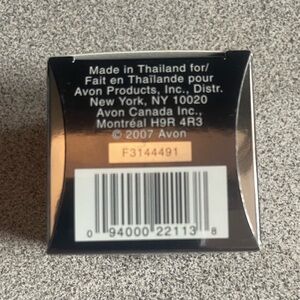 Made in Thailand for/
Fait en Thaïlande pour
Avon Products, Inc., Distr.
New York, NY 10020
Avon Canada Inc.,
Montréal H9R 4R3
© 2007 Avon
F3144491
0 94000 22113 8